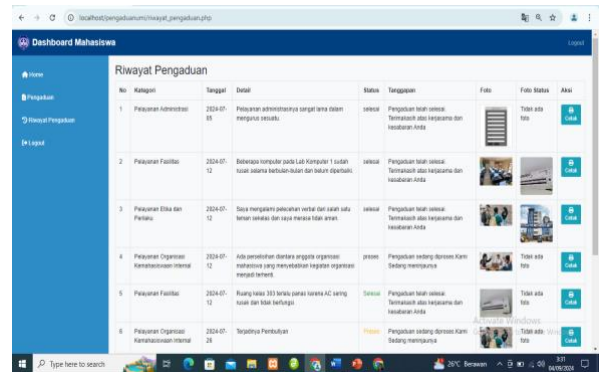 localhost/pengaduanumi/riwayat_pengaduan.php
Dashboard Mahasiswa
Logout
Home
Pengaduan
Riwayat Pengaduan
Logout
Riwayat Pengaduan
No Kategori Tanggal Detail Status Tanggapan Foto Foto Status Aksi
1 Pelayanan Administrasi 2024-07- Pelayanan administrasinya sangat lama dalam selesai Pengaduan telah selesai Tidak ada
05 mengurus sesuatu. Terimakasih atas kerjasama dan foto Cetak
kesabaran Anda
2 Pelayanan Fasilitas 2024-07- Beberapa komputer pada Lab Komputer 1 sudah selesai Pengaduan telah selesai
12 rusak selama berbulan-bulan dan belum diperbaiki. Terimakasih atas kerjasama dan Cetak
kesabaran Anda
3 Pelayanan Etika dan 2024-07- Saya mengalami pelecehan verbal dari salah satu selesai Pengaduan telah selesai
Perilaku 12 teman sekelas dan saya merasa tidak aman. Terimakasih atas kerjasama dan Cetak
kesabaran Anda
4 Pelayanan Organisasi 2024-07- Ada perselisihan diantara anggota organisasi proses Pengaduan sedang diproses Kami Tidak ada
Kemahasiswaan Internal 12 mahasiswa yang menyebabkan kegiatan organisasi Sedang meninjaunya foto Cetak
menjadi terhenti.
5 Pelayanan Fasilitas 2024-07- Ruang kelas 303 terlalu panas karena AC sering Selesai Pengaduan telah selesai Tidak ada
12 rusak dan tidak berfungsi. Terimakasih atas kerjasama dan foto Cetak
kesabaran Anda
Activate Windows
6 Pelayanan Organisasi 2024-07- Terjadinya Pembullyan Proses Pengaduan sedang diproses Kami Tidak ada
Kemahasiswaan Internal 28 Sedang meninjaunya foto Cetak
Type here to search
26°C Berawan
3:31
04/09/2024